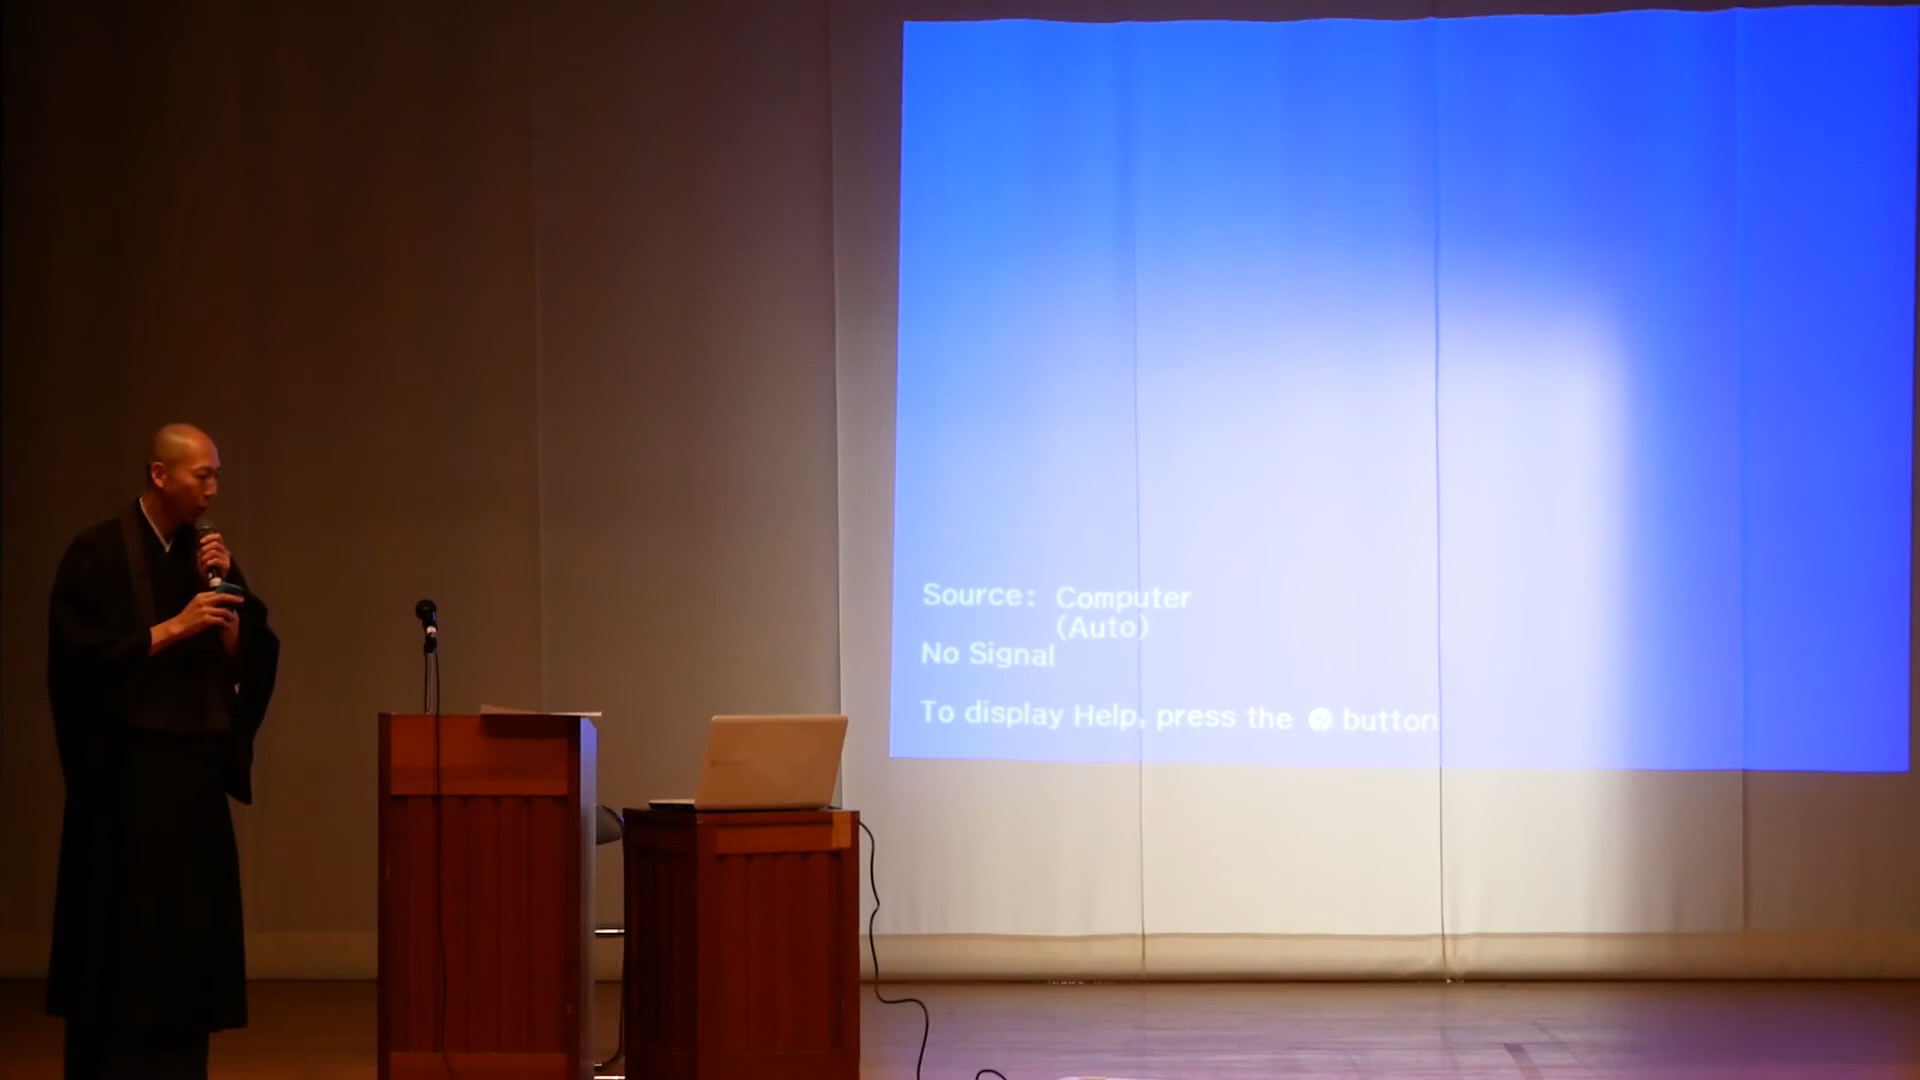 Source: Computer
(Auto)
No Signal
To display Help, press the button